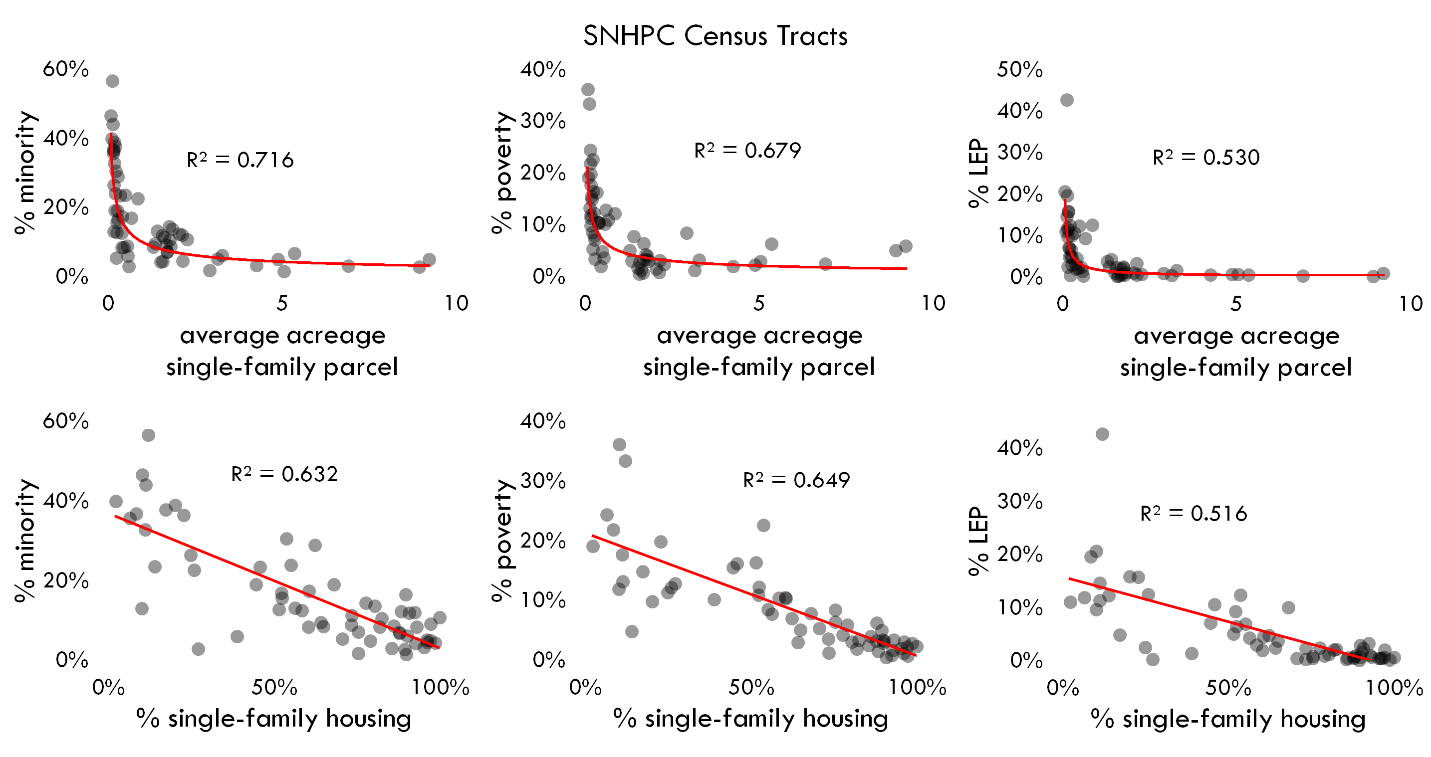 SNHPC Census Tracts
60%
40%
20%
0%
% minority
R² = 0.716
0 5 10
average acreage
single-family parcel
40%
30%
20%
10%
0%
% poverty
R² = 0.679
0 5 10
average acreage
single-family parcel
50%
40%
30%
20%
10%
0%
% LEP
R² = 0.530
0 5 10
average acreage
single-family parcel
60%
40%
20%
0%
% minority
R² = 0.632
0% 50% 100%
% single-family housing
40%
30%
20%
10%
0%
% poverty
R² = 0.649
0% 50% 100%
% single-family housing
40%
30%
20%
10%
0%
% LEP
R² = 0.516
0% 50% 100%
% single-family housing